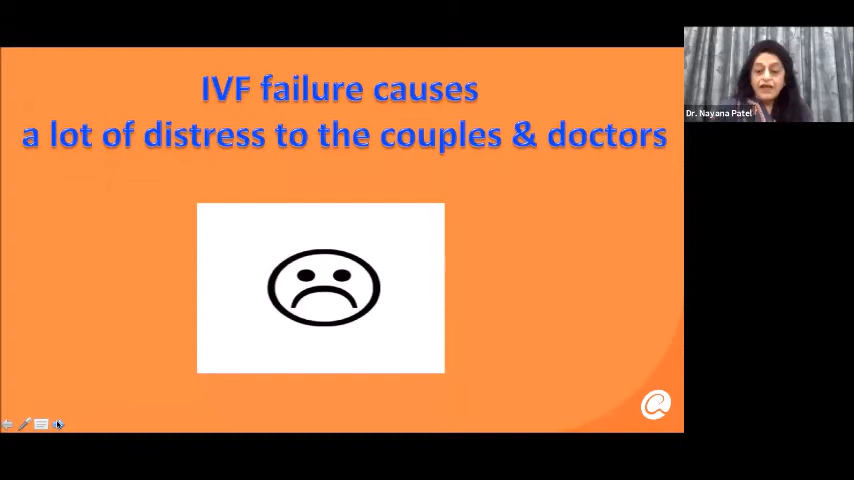 IVF failure causes
a lot of distress to the couples & doctors
Dr. Nayana Patel